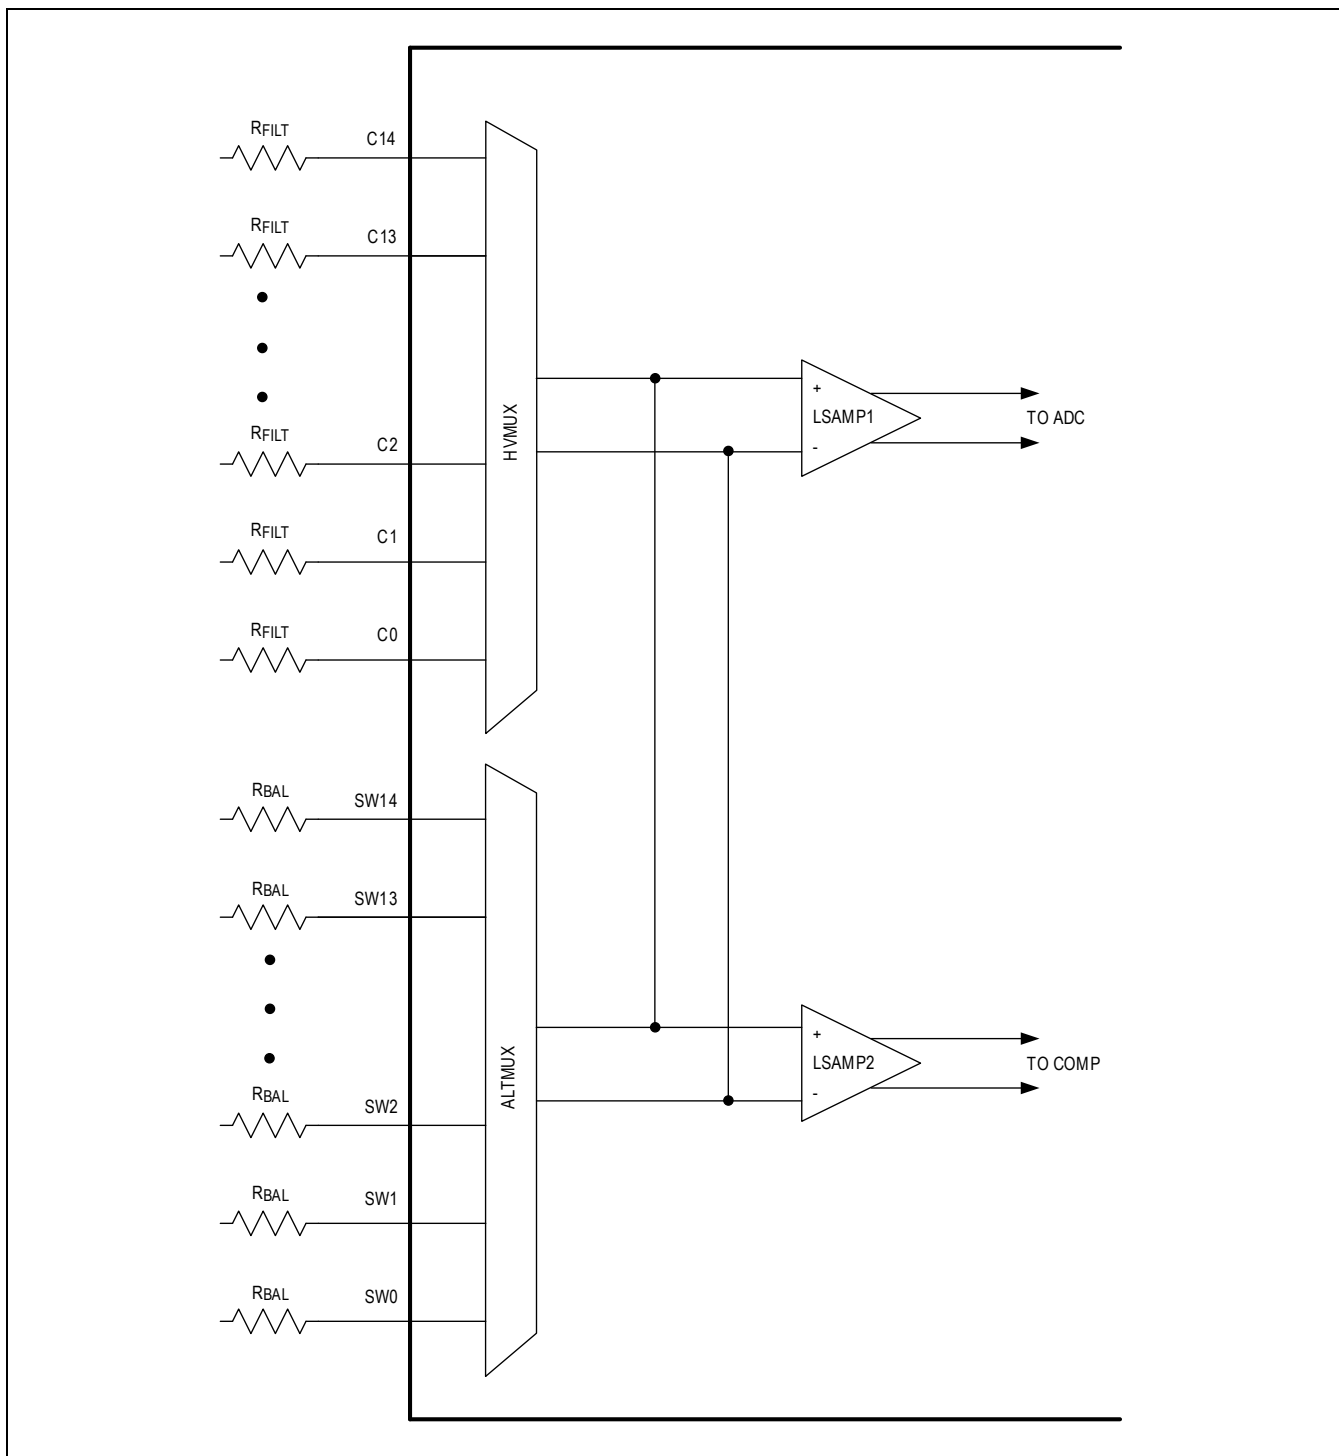 RFILT
C14
RFILT
C13
RFILT
C2
RFILT
C1
RFILT
C0
HVMUX
+
LSAMP1
-
TO ADC
RBAL
SW14
RBAL
SW13
RBAL
SW2
RBAL
SW1
RBAL
SW0
ALTMUX
+
LSAMP2
-
TO COMP